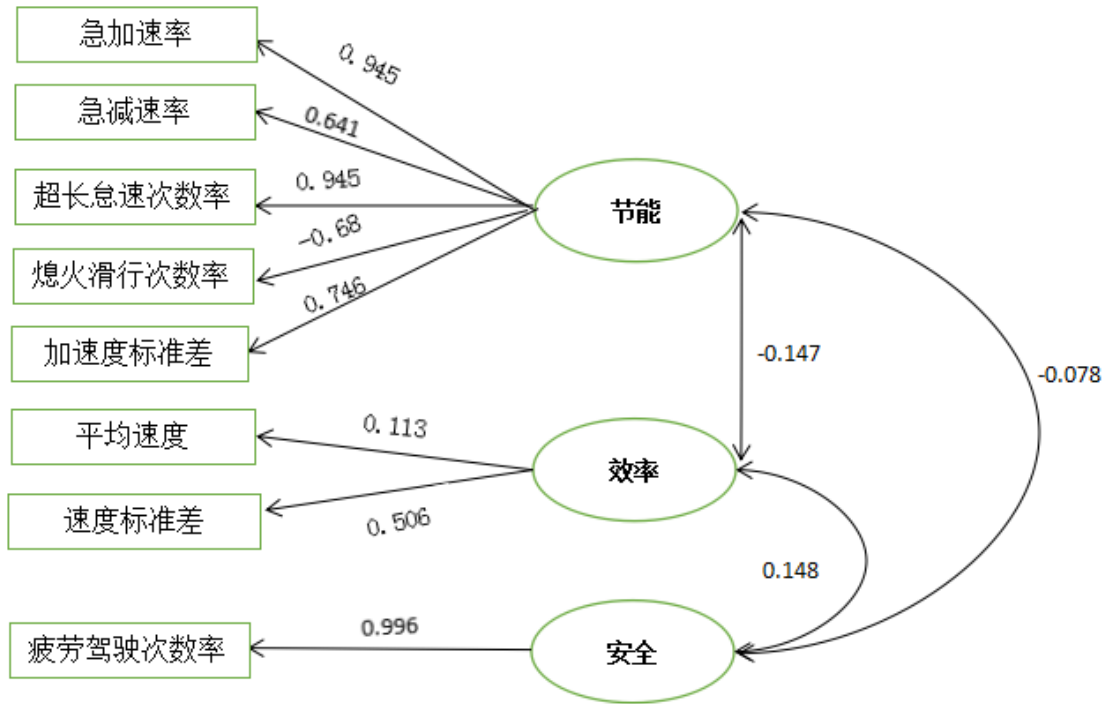 急加速率
0.945
急减速率
0.641
超长怠速次数率
0.945
节能
熄火滑行次数率
-0.68
加速度标准差
0.746
-0.147
-0.078
平均速度
0.113
效率
速度标准差
0.506
0.148
疲劳驾驶次数率
0.996
安全